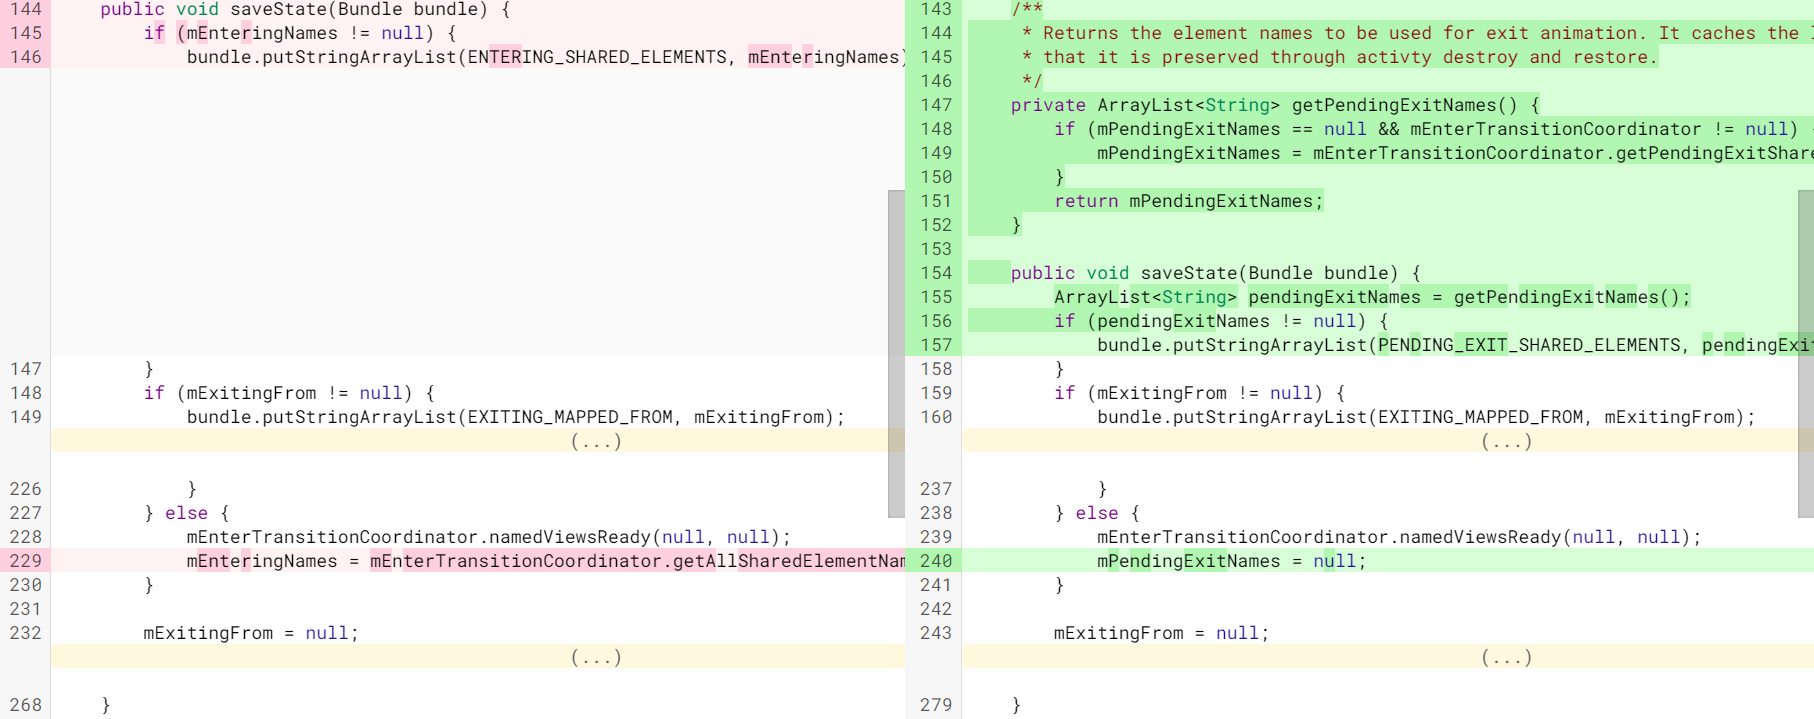 144     public void saveState(Bundle bundle) {
145         if (mEnteringNames != null) {
146             bundle.putStringArrayList(ENTERING_SHARED_ELEMENTS, mEnteringNames)
147         }
148         if (mExitingFrom != null) {
149             bundle.putStringArrayList(EXITING_MAPPED_FROM, mExitingFrom);
(...)
226             }
227         } else {
228             mEnterTransitionCoordinator.namedViewsReady(null, null);
229             mEnteringNames = mEnterTransitionCoordinator.getAllSharedElementNam
230         }
231
232         mExitingFrom = null;
(...)
268     }
143     /**
144      * Returns the element names to be used for exit animation. It caches the
145      * that it is preserved through activty destroy and restore.
146      */
147     private ArrayList<String> getPendingExitNames() {
148         if (mPendingExitNames == null && mEnterTransitionCoordinator != null)
149             mPendingExitNames = mEnterTransitionCoordinator.getPendingExitShare
150         }
151         return mPendingExitNames;
152     }
153
154     public void saveState(Bundle bundle) {
155         ArrayList<String> pendingExitNames = getPendingExitNames();
156         if (pendingExitNames != null) {
157             bundle.putStringArrayList(PENDING_EXIT_SHARED_ELEMENTS, pendingExit
158         }
159         if (mExitingFrom != null) {
160             bundle.putStringArrayList(EXITING_MAPPED_FROM, mExitingFrom);
(...)
237             }
238         } else {
239             mEnterTransitionCoordinator.namedViewsReady(null, null);
240             mPendingExitNames = null;
241         }
242
243         mExitingFrom = null;
(...)
279     }